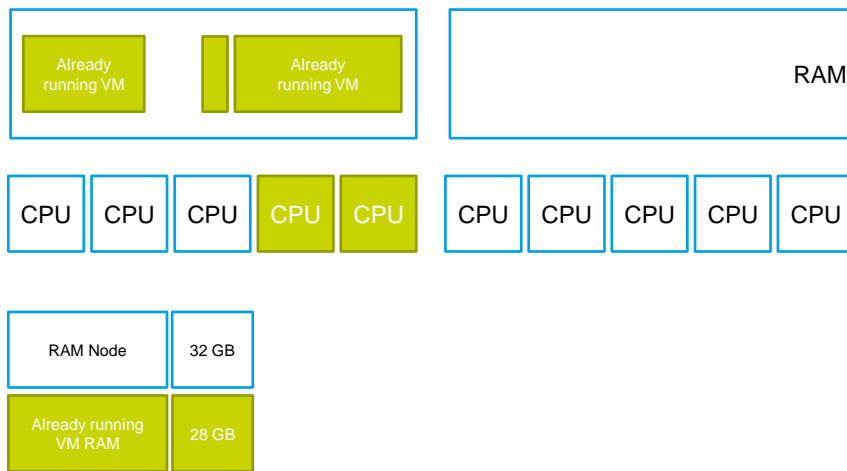 Already
running VM
Already
running VM
RAM
CPU CPU CPU CPU CPU CPU CPU CPU CPU CPU
RAM Node 32 GB
Already running
VM RAM
28 GB